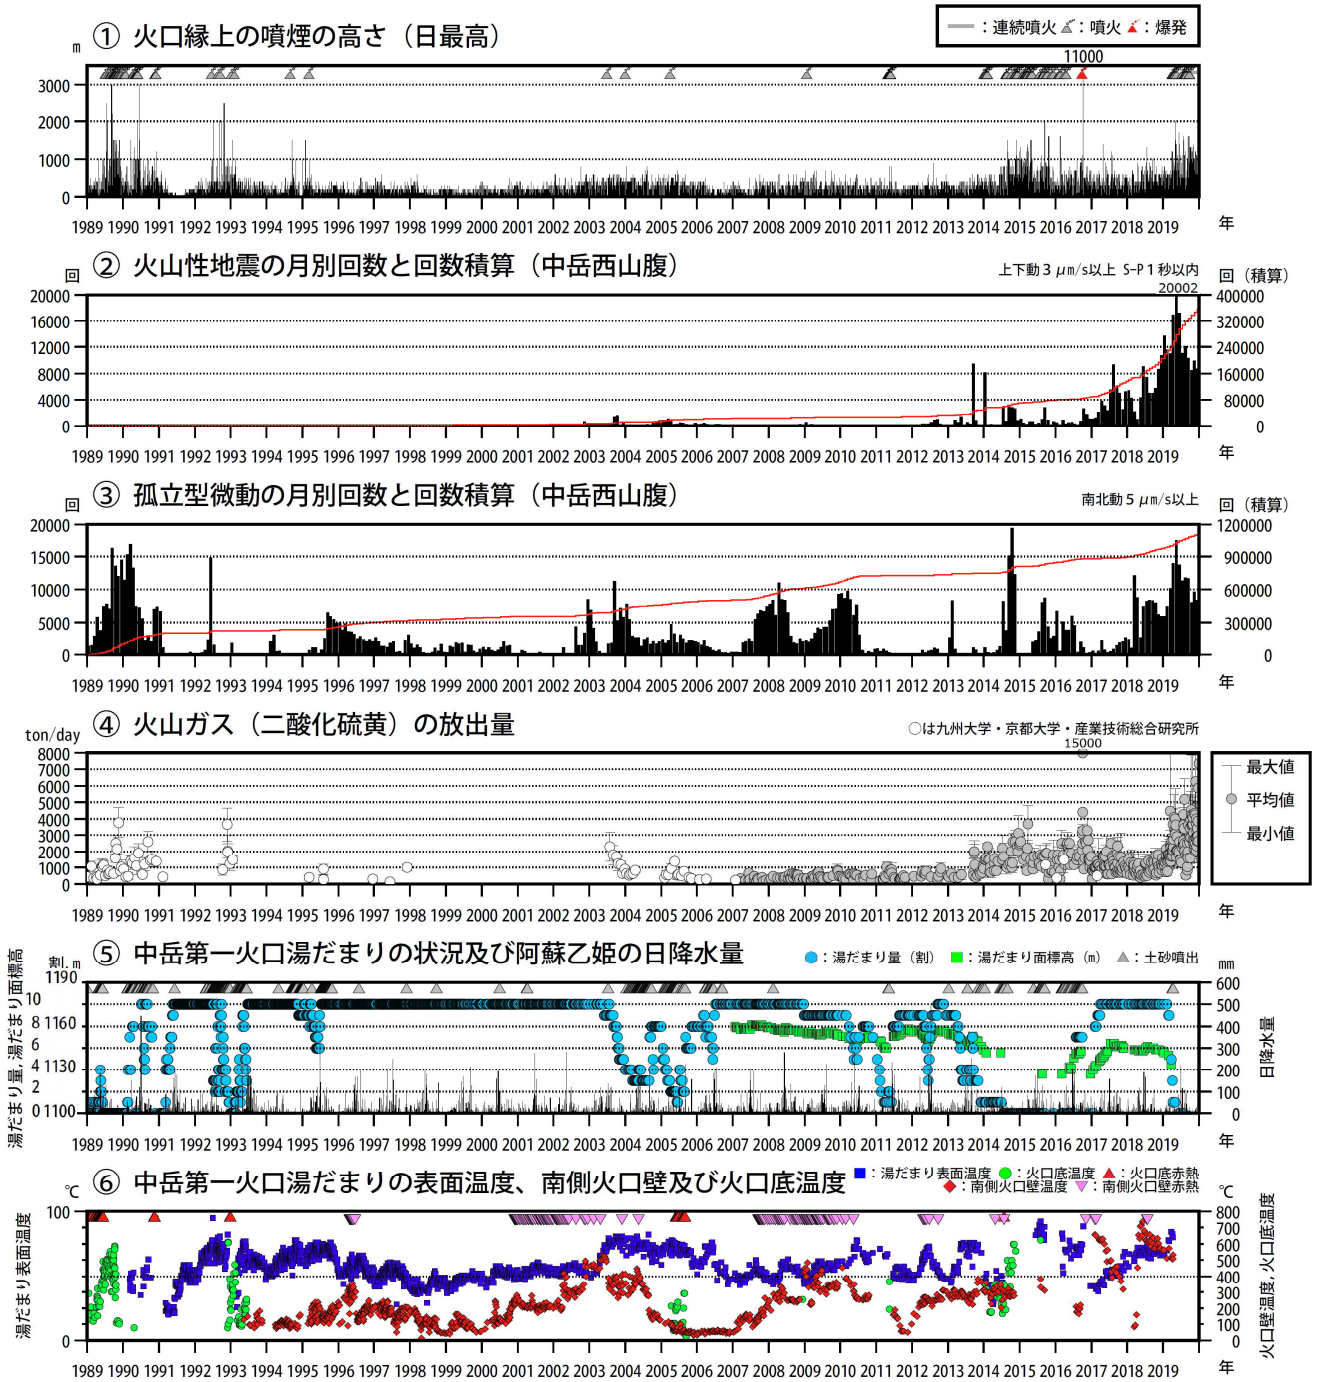 ① 火口縁上の噴煙の高さ（日最高）
：連続噴火 ：噴火 ：爆発
m
11000
3000
2000
1000
0
1989 1990 1991 1992 1993 1994 1995 1996 1997 1998 1999 2000 2001 2002 2003 2004 2005 2006 2007 2008 2009 2010 2011 2012 2013 2014 2015 2016 2017 2018 2019 年
② 火山性地震の月別回数と回数積算（中岳西山腹）
上下動３μm/s以上 S-P１秒以内
回
回（積算）
20002
20000 400000
16000 320000
12000 240000
8000 160000
4000 80000
0 0
1989 1990 1991 1992 1993 1994 1995 1996 1997 1998 1999 2000 2001 2002 2003 2004 2005 2006 2007 2008 2009 2010 2011 2012 2013 2014 2015 2016 2017 2018 2019 年
③ 孤立型微動の月別回数と回数積算（中岳西山腹）
南北動５μm/s以上
回
回（積算）
20000 1200000
15000 900000
10000 600000
5000 300000
0 0
1989 1990 1991 1992 1993 1994 1995 1996 1997 1998 1999 2000 2001 2002 2003 2004 2005 2006 2007 2008 2009 2010 2011 2012 2013 2014 2015 2016 2017 2018 2019 年
④ 火山ガス（二酸化硫黄）の放出量
○は九州大学・京都大学・産業技術総合研究所
ton/day
15000
8000
7000
6000
5000
4000
3000
2000
1000
0
最大値
平均値
最小値
1989 1990 1991 1992 1993 1994 1995 1996 1997 1998 1999 2000 2001 2002 2003 2004 2005 2006 2007 2008 2009 2010 2011 2012 2013 2014 2015 2016 2017 2018 2019 年
⑤ 中岳第一火口湯だまりの状況及び阿蘇乙姫の日降水量
：湯だまり量（割） ：湯だまり面標高（m） ：土砂噴出
湯だまり量,湯だまり面標高
割, m
mm
日降水量
1190 600
10 500
8 1160 400
6 300
4 1130 200
2 100
0 1100 0
1989 1990 1991 1992 1993 1994 1995 1996 1997 1998 1999 2000 2001 2002 2003 2004 2005 2006 2007 2008 2009 2010 2011 2012 2013 2014 2015 2016 2017 2018 2019 年
⑥ 中岳第一火口湯だまりの表面温度、南側火口壁及び火口底温度
：湯だまり表面温度 ：火口底温度 ：火口底赤熱
：南側火口壁温度 ：南側火口壁赤熱
℃
℃
湯だまり表面温度
火口壁温度,火口底温度
100 800
700
600
500
50 400
300
200
100
0 0
1989 1990 1991 1992 1993 1994 1995 1996 1997 1998 1999 2000 2001 2002 2003 2004 2005 2006 2007 2008 2009 2010 2011 2012 2013 2014 2015 2016 2017 2018 2019 年